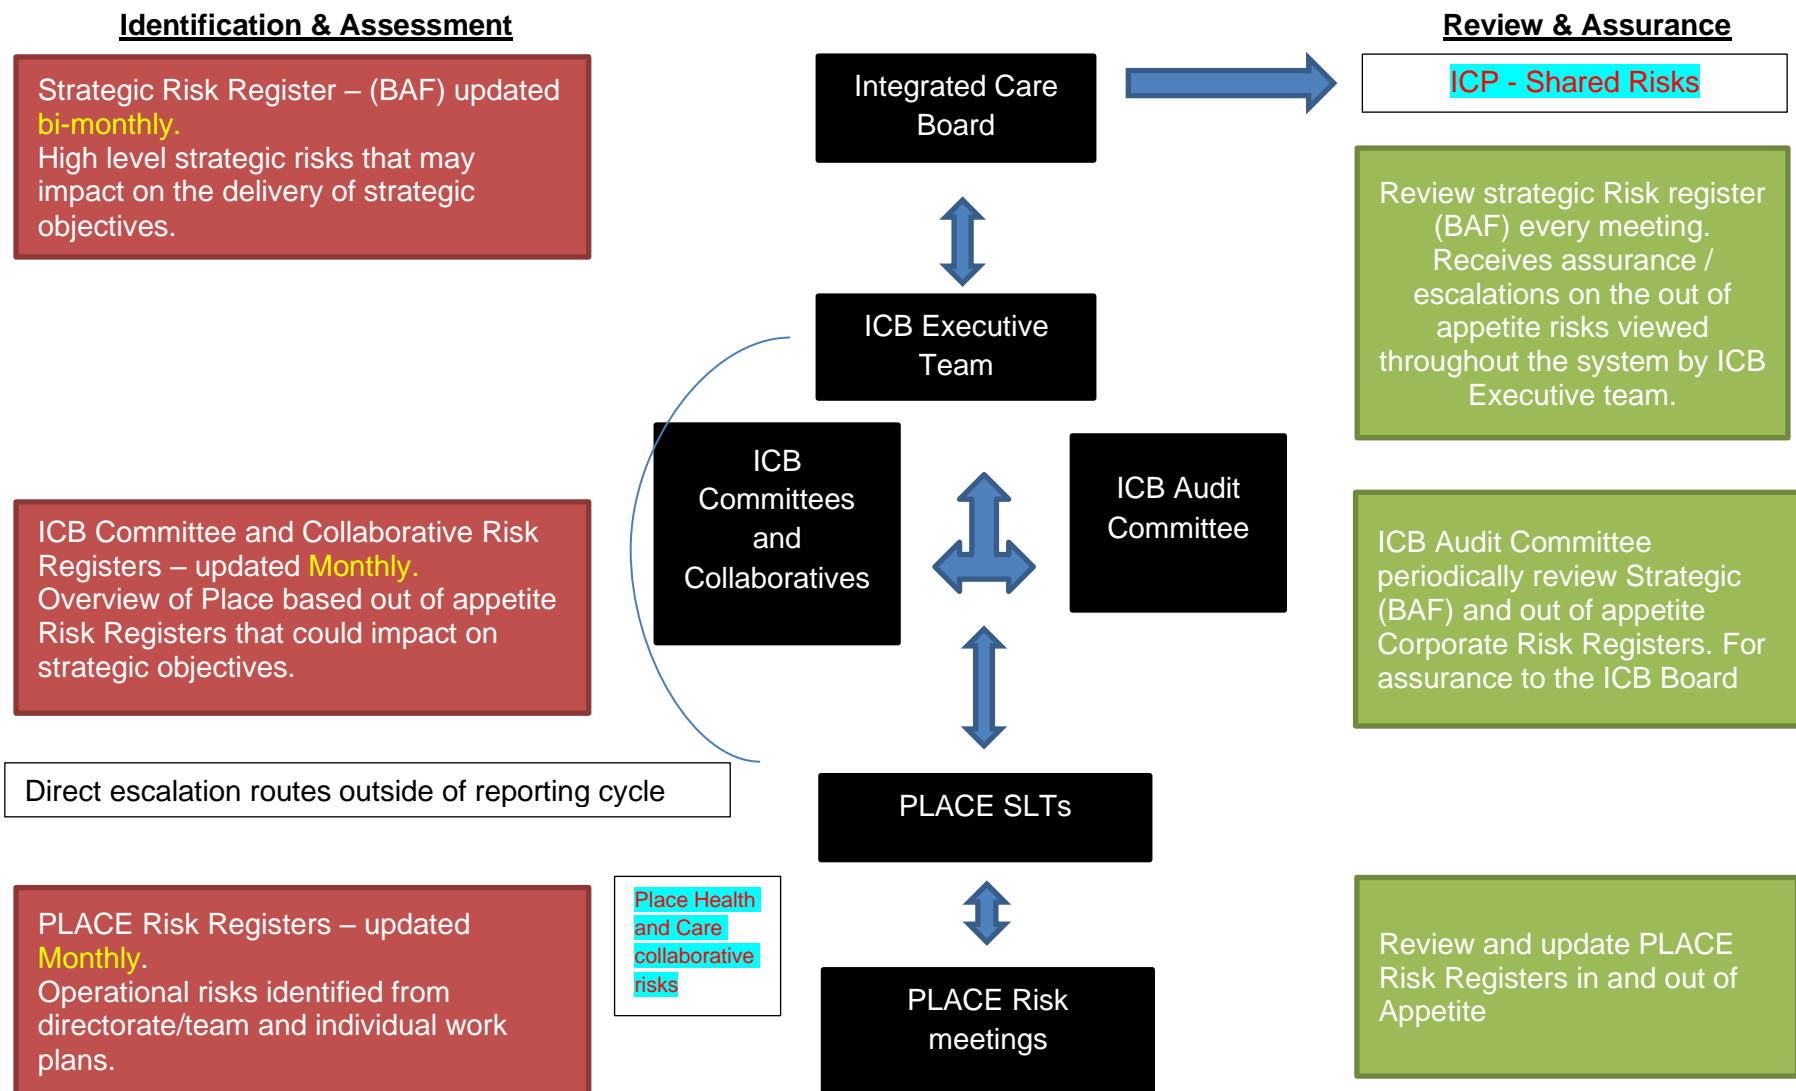 Identification & Assessment
Strategic Risk Register – (BAF) updated
bi-monthly.
High level strategic risks that may
impact on the delivery of strategic
objectives.
ICB Committee and Collaborative Risk
Registers – updated Monthly.
Overview of Place based out of appetite
Risk Registers that could impact on
strategic objectives.
Direct escalation routes outside of reporting cycle
PLACE Risk Registers – updated
Monthly.
Operational risks identified from
directorate/team and individual work
plans.
Place Health
and Care
collaborative
risks
Integrated Care
Board
ICB Executive
Team
ICB
Committees
and
Collaboratives
ICB Audit
Committee
PLACE SLTs
PLACE Risk
meetings
Review & Assurance
ICP - Shared Risks
Review strategic Risk register
(BAF) every meeting.
Receives assurance /
escalations on the out of
appetite risks viewed
throughout the system by ICB
Executive team.
ICB Audit Committee
periodically review Strategic
(BAF) and out of appetite
Corporate Risk Registers. For
assurance to the ICB Board
Review and update PLACE
Risk Registers in and out of
Appetite